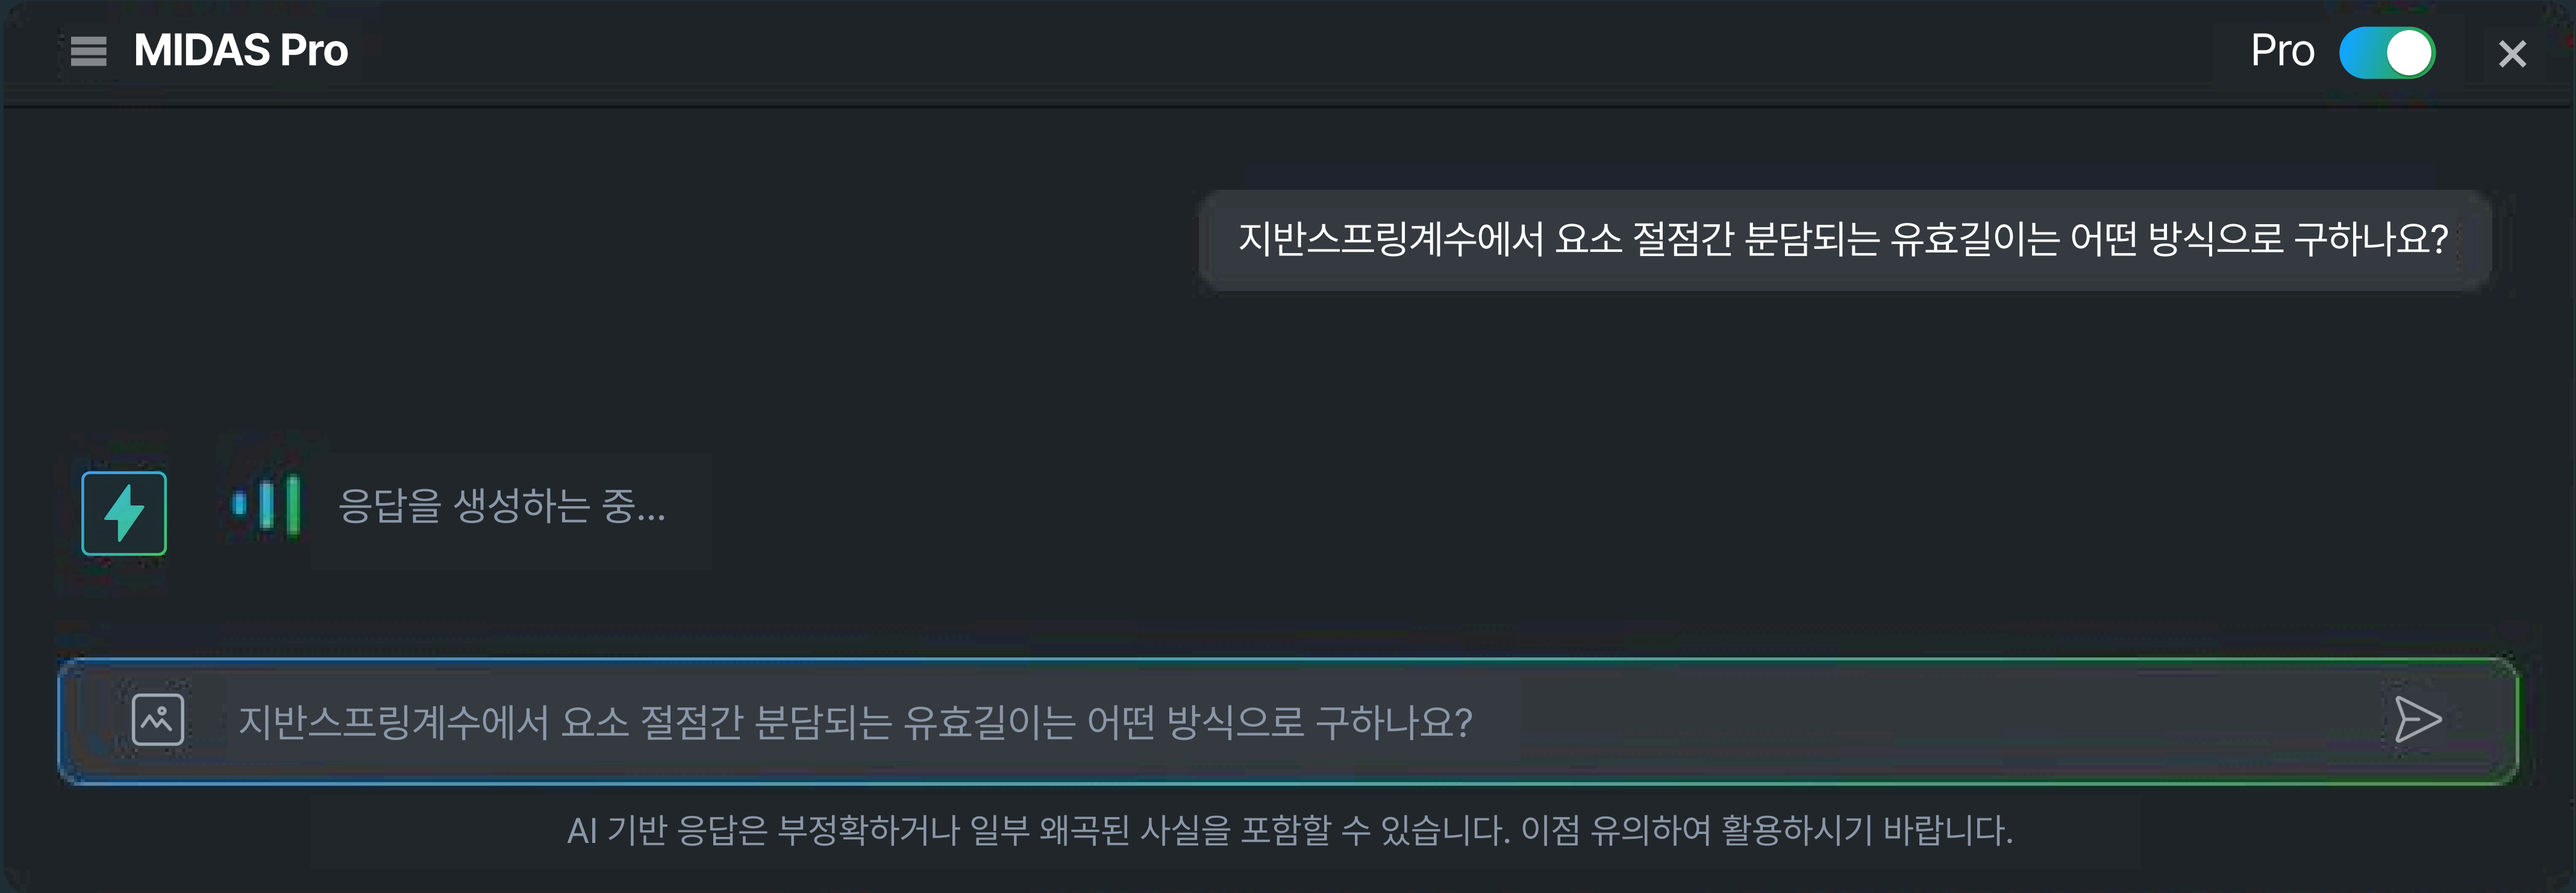 MIDAS Pro
Pro
지반스프링계수에서 요소 절점간 분담되는 유효길이는 어떤 방식으로 구하나요?
응답을 생성하는 중...
지반스프링계수에서 요소 절점간 분담되는 유효길이는 어떤 방식으로 구하나요?
AI 기반 응답은 부정확하거나 일부 왜곡된 사실을 포함할 수 있습니다. 이점 유의하여 활용하시기 바랍니다.